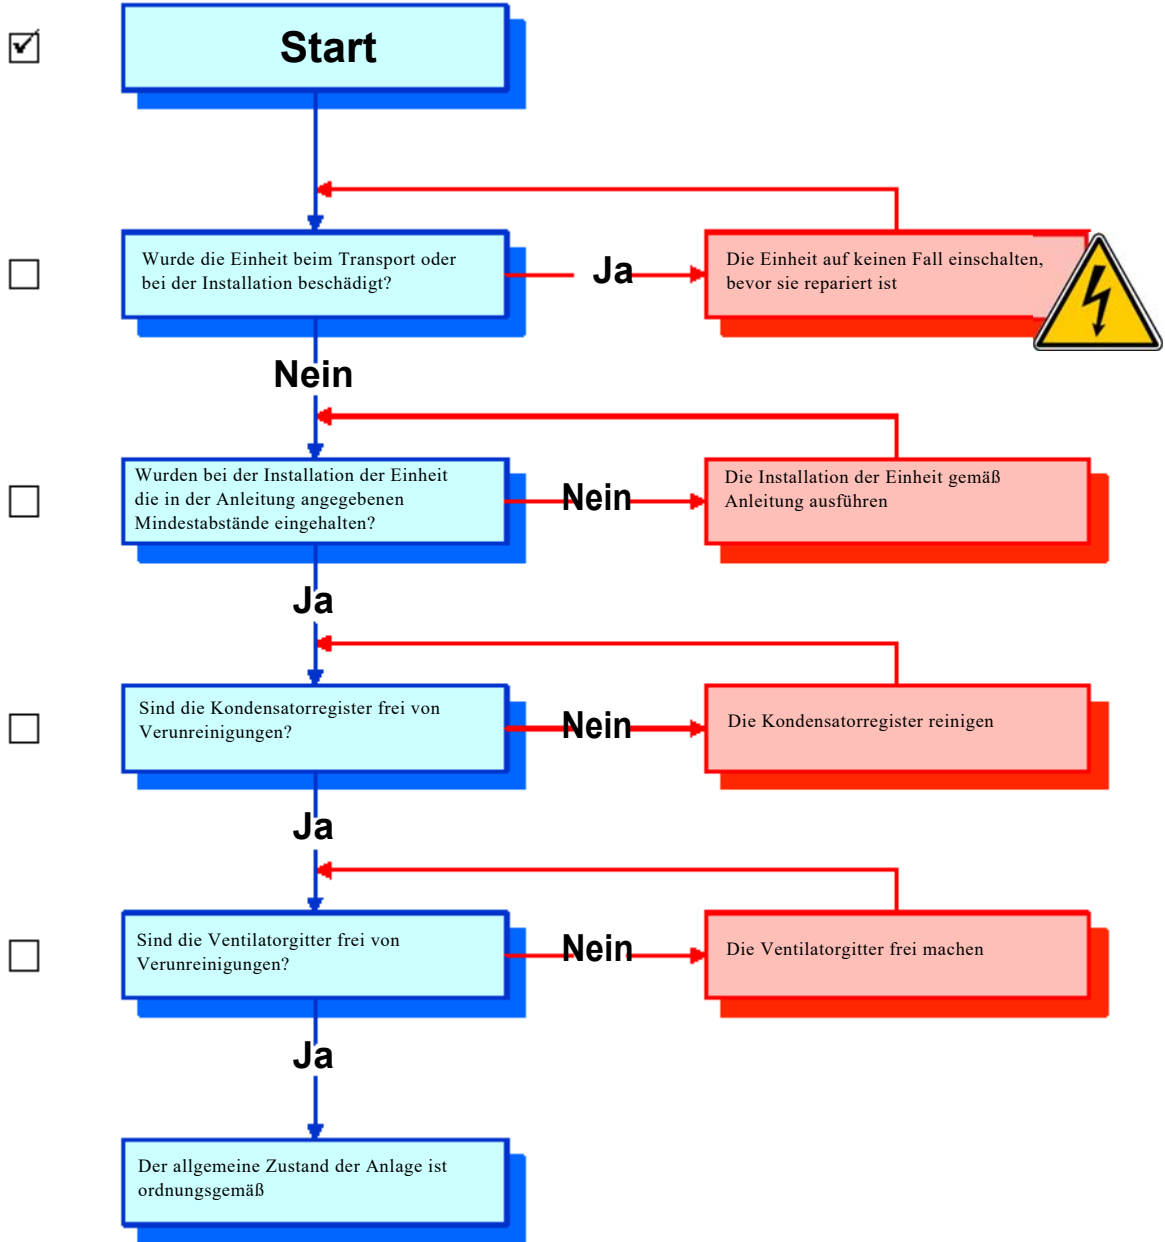 Start
Wurde die Einheit beim Transport oder
bei der Installation beschädigt?
Ja
Die Einheit auf keinen Fall einschalten,
bevor sie repariert ist
Nein
Wurden bei der Installation der Einheit
die in der Anleitung angegebenen
Mindestabstände eingehalten?
Nein
Die Installation der Einheit gemäß
Anleitung ausführen
Ja
Sind die Kondensatorregister frei von
Verunreinigungen?
Nein
Die Kondensatorregister reinigen
Ja
Sind die Ventilatorgitter frei von
Verunreinigungen?
Nein
Die Ventilatorgitter frei machen
Ja
Der allgemeine Zustand der Anlage ist
ordnungsgemäß